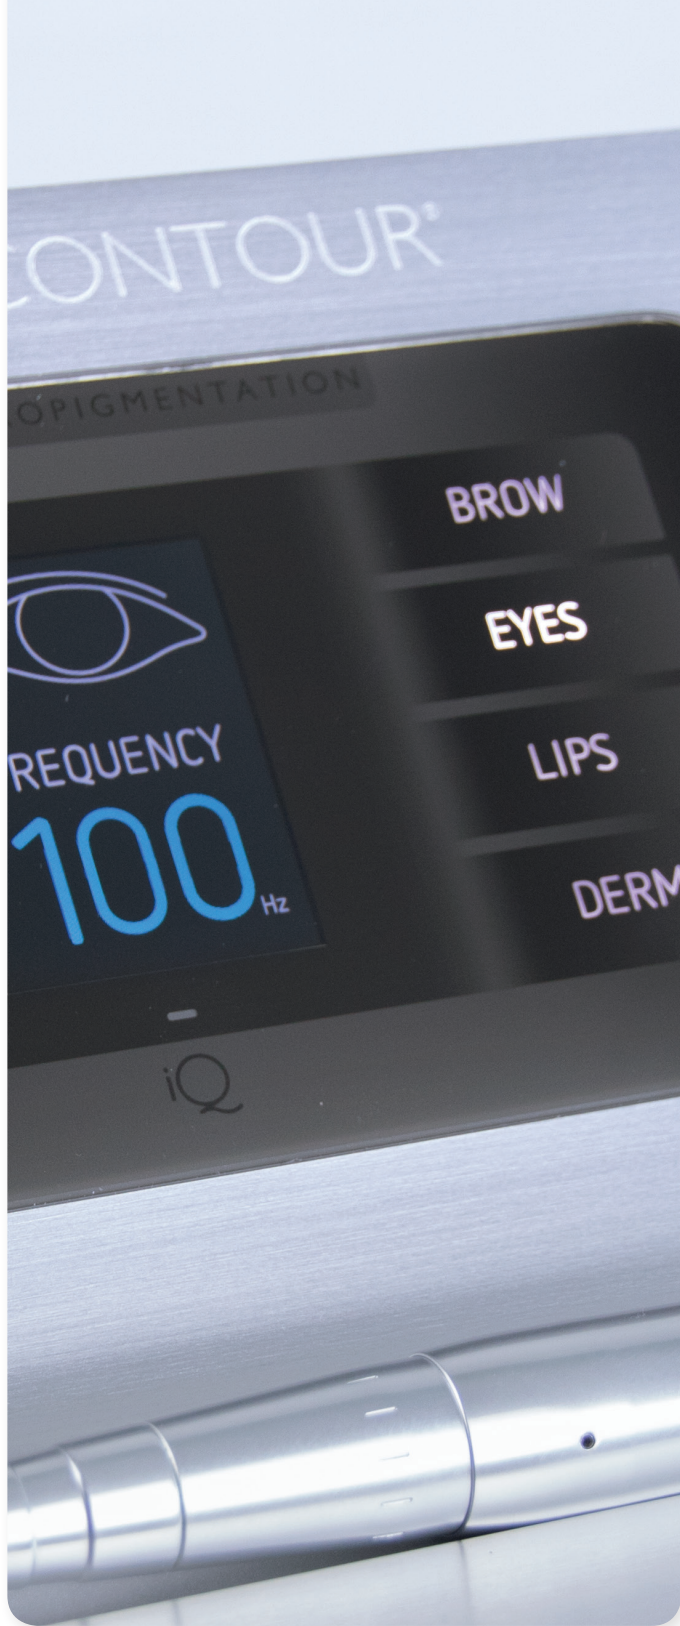 CONTOUR®
OPIGMENTATION
BROW
EYES
LIPS
DERM
REQUENCY
100 Hz
iQ